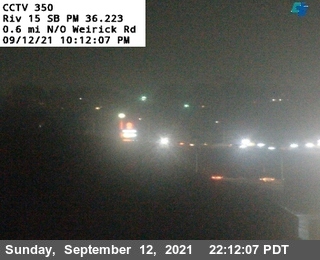 CCTV 350
Riv 15 SB PM 36.223
0.6 mi N/O Weirick Rd
09/12/21 10:12:07 PM
Sunday, September 12, 2021 22:12:07 PDT